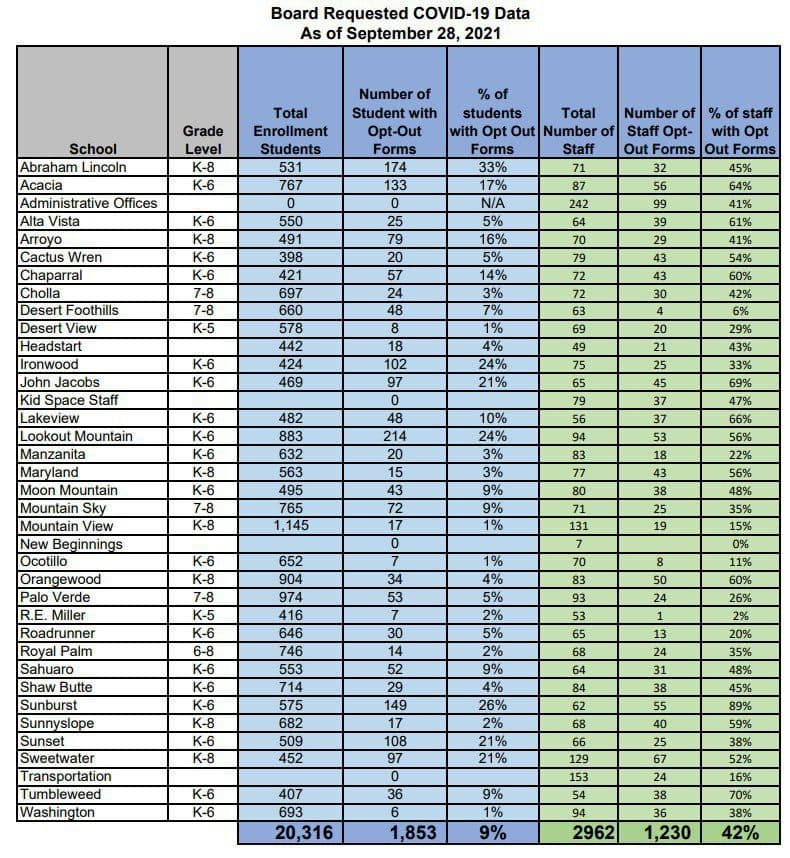 Board Requested COVID-19 Data
As of September 28, 2021
School Grade Level Total Enrollment Students Number of Student with Opt-Out Forms % of students with Opt Out Forms Total Number of Staff Number of Staff Opt-Out Forms % of staff with Opt Out Forms
Abraham Lincoln K-8 531 174 33% 71 32 45%
Acacia K-6 767 133 17% 87 56 64%
Administrative Offices 0 0 N/A 242 99 41%
Alta Vista K-6 550 25 5% 64 39 61%
Arroyo K-8 491 79 16% 70 29 41%
Cactus Wren K-6 398 20 5% 79 43 54%
Chaparral K-6 421 57 14% 72 43 60%
Cholla 7-8 697 24 3% 72 30 42%
Desert Foothills 7-8 660 48 7% 63 4 6%
Desert View K-5 578 8 1% 69 20 29%
Headstart 442 18 4% 49 21 43%
Ironwood K-6 424 102 24% 75 25 33%
John Jacobs K-6 469 97 21% 65 45 69%
Kid Space Staff 0 79 37 47%
Lakeview K-6 482 48 10% 56 37 66%
Lookout Mountain K-6 883 214 24% 94 53 56%
Manzanita K-6 632 20 3% 83 18 22%
Maryland K-8 563 15 3% 77 43 56%
Moon Mountain K-6 495 43 9% 80 38 48%
Mountain Sky 7-8 765 72 9% 71 25 35%
Mountain View K-8 1,145 17 1% 131 19 15%
New Beginnings 0 7 0%
Ocotillo K-6 652 7 1% 70 8 11%
Orangewood K-8 904 34 4% 83 50 60%
Palo Verde 7-8 974 53 5% 93 24 26%
R.E. Miller K-5 416 7 2% 53 1 2%
Roadrunner K-6 646 30 5% 65 13 20%
Royal Palm 6-8 746 14 2% 68 24 35%
Sahuaro K-6 553 52 9% 64 31 48%
Shaw Butte K-6 714 29 4% 84 38 45%
Sunburst K-6 575 149 26% 62 55 89%
Sunnyslope K-8 682 17 2% 68 40 59%
Sunset K-6 509 108 21% 66 25 38%
Sweetwater K-8 452 97 21% 129 67 52%
Transportation 0 153 24 16%
Tumbleweed K-6 407 36 9% 54 38 70%
Washington K-6 693 6 1% 94 36 38%
20,316 1,853 9% 2962 1,230 42%